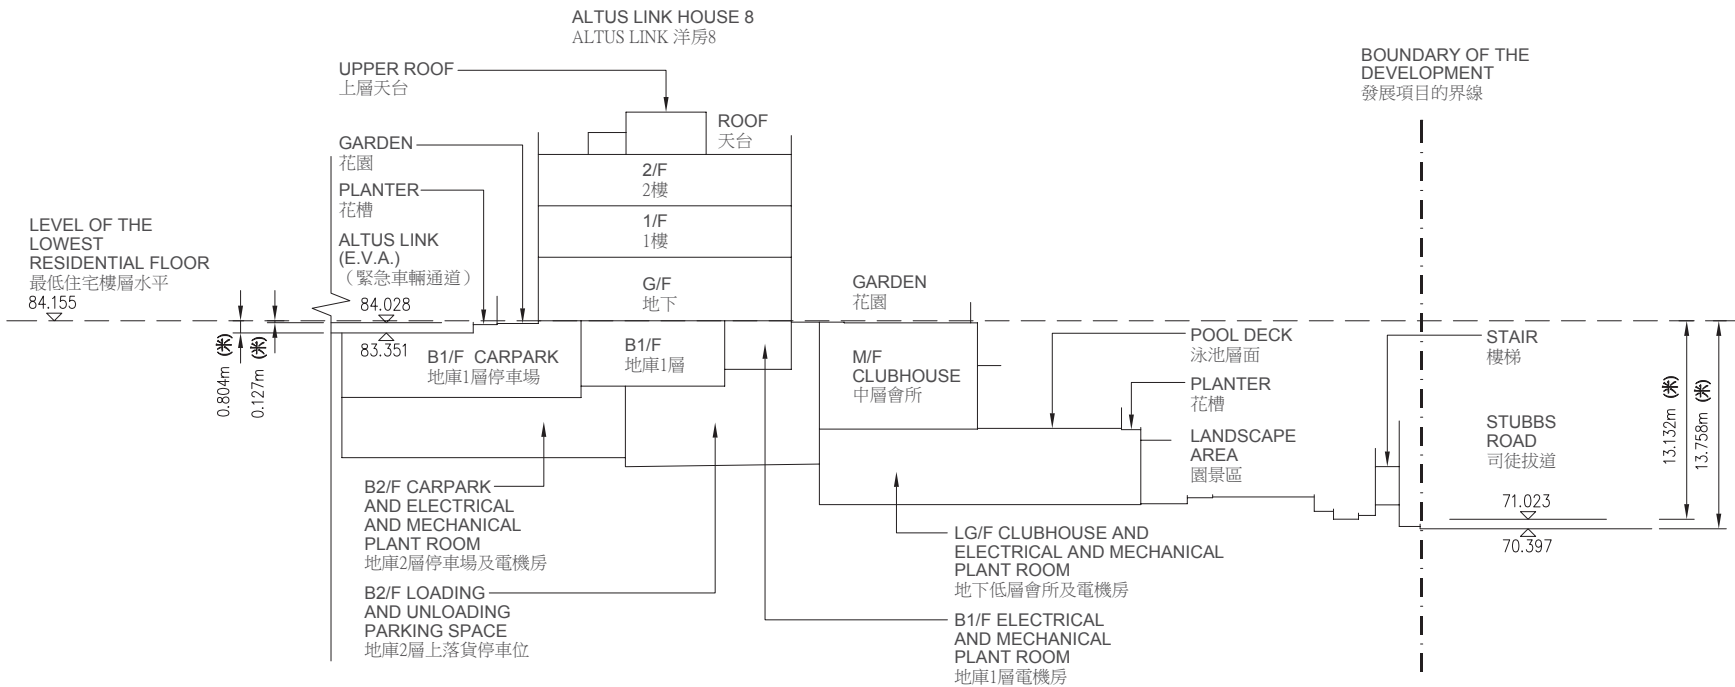 ALTUS LINK HOUSE 8
ALTUS LINK 洋房8
UPPER ROOF
上層天台
ROOF
天台
GARDEN
花園
PLANTER
花槽
ALTUS LINK
(E.V.A.)
（緊急車輛通道）
2/F
2樓
1/F
1樓
G/F
地下
LEVEL OF THE
LOWEST
RESIDENTIAL FLOOR
最低住宅樓層水平
84.155
84.028
83.351
0.804m (米)
0.127m (米)
B1/F CARPARK
地庫1層停車場
B1/F
地庫1層
GARDEN
花園
M/F
CLUBHOUSE
中層會所
POOL DECK
泳池層面
PLANTER
花槽
LANDSCAPE
AREA
園景區
BOUNDARY OF THE
DEVELOPMENT
發展項目的界線
STAIR
樓梯
STUBBS
ROAD
司徒拔道
71.023
70.397
13.132m (米)
13.758m (米)
B2/F CARPARK
AND ELECTRICAL
AND MECHANICAL
PLANT ROOM
地庫2層停車場及電機房
B2/F LOADING
AND UNLOADING
PARKING SPACE
地庫2層上落貨停車位
LG/F CLUBHOUSE AND
ELECTRICAL AND MECHANICAL
PLANT ROOM
地下低層會所及電機房
B1/F ELECTRICAL
AND MECHANICAL
PLANT ROOM
地庫1層電機房